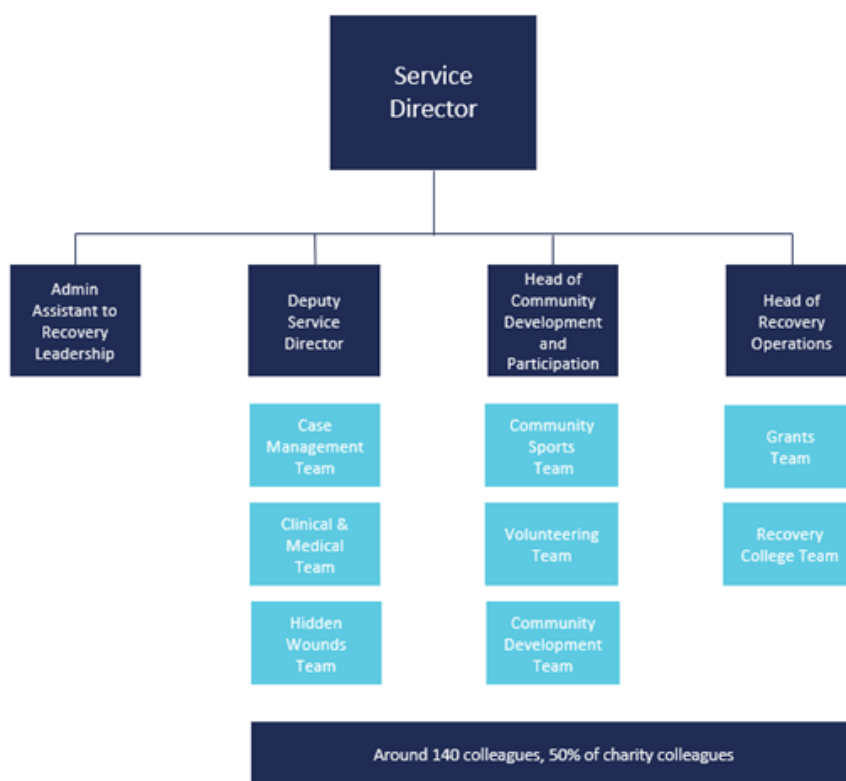 Service
Director
Admin
Assistant to
Recovery
Leadership
Deputy
Service
Director
Head of
Community
Development
and
Participation
Head of
Recovery
Operations
Case
Management
Team
Community
Sports
Team
Grants
Team
Clinical &
Medical
Team
Volunteering
Team
Recovery
College Team
Hidden
Wounds
Team
Community
Development
Team
Around 140 colleagues, 50% of charity colleagues